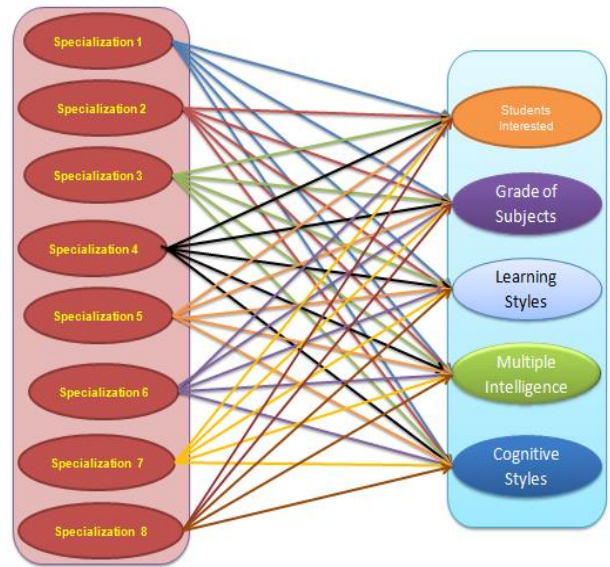 Specialization 1
Specialization 2
Specialization 3
Specialization 4
Specialization 5
Specialization 6
Specialization 7
Specialization 8
Students
Interested
Grade of
Subjects
Learning
Styles
Multiple
Intelligence
Cognitive
Styles